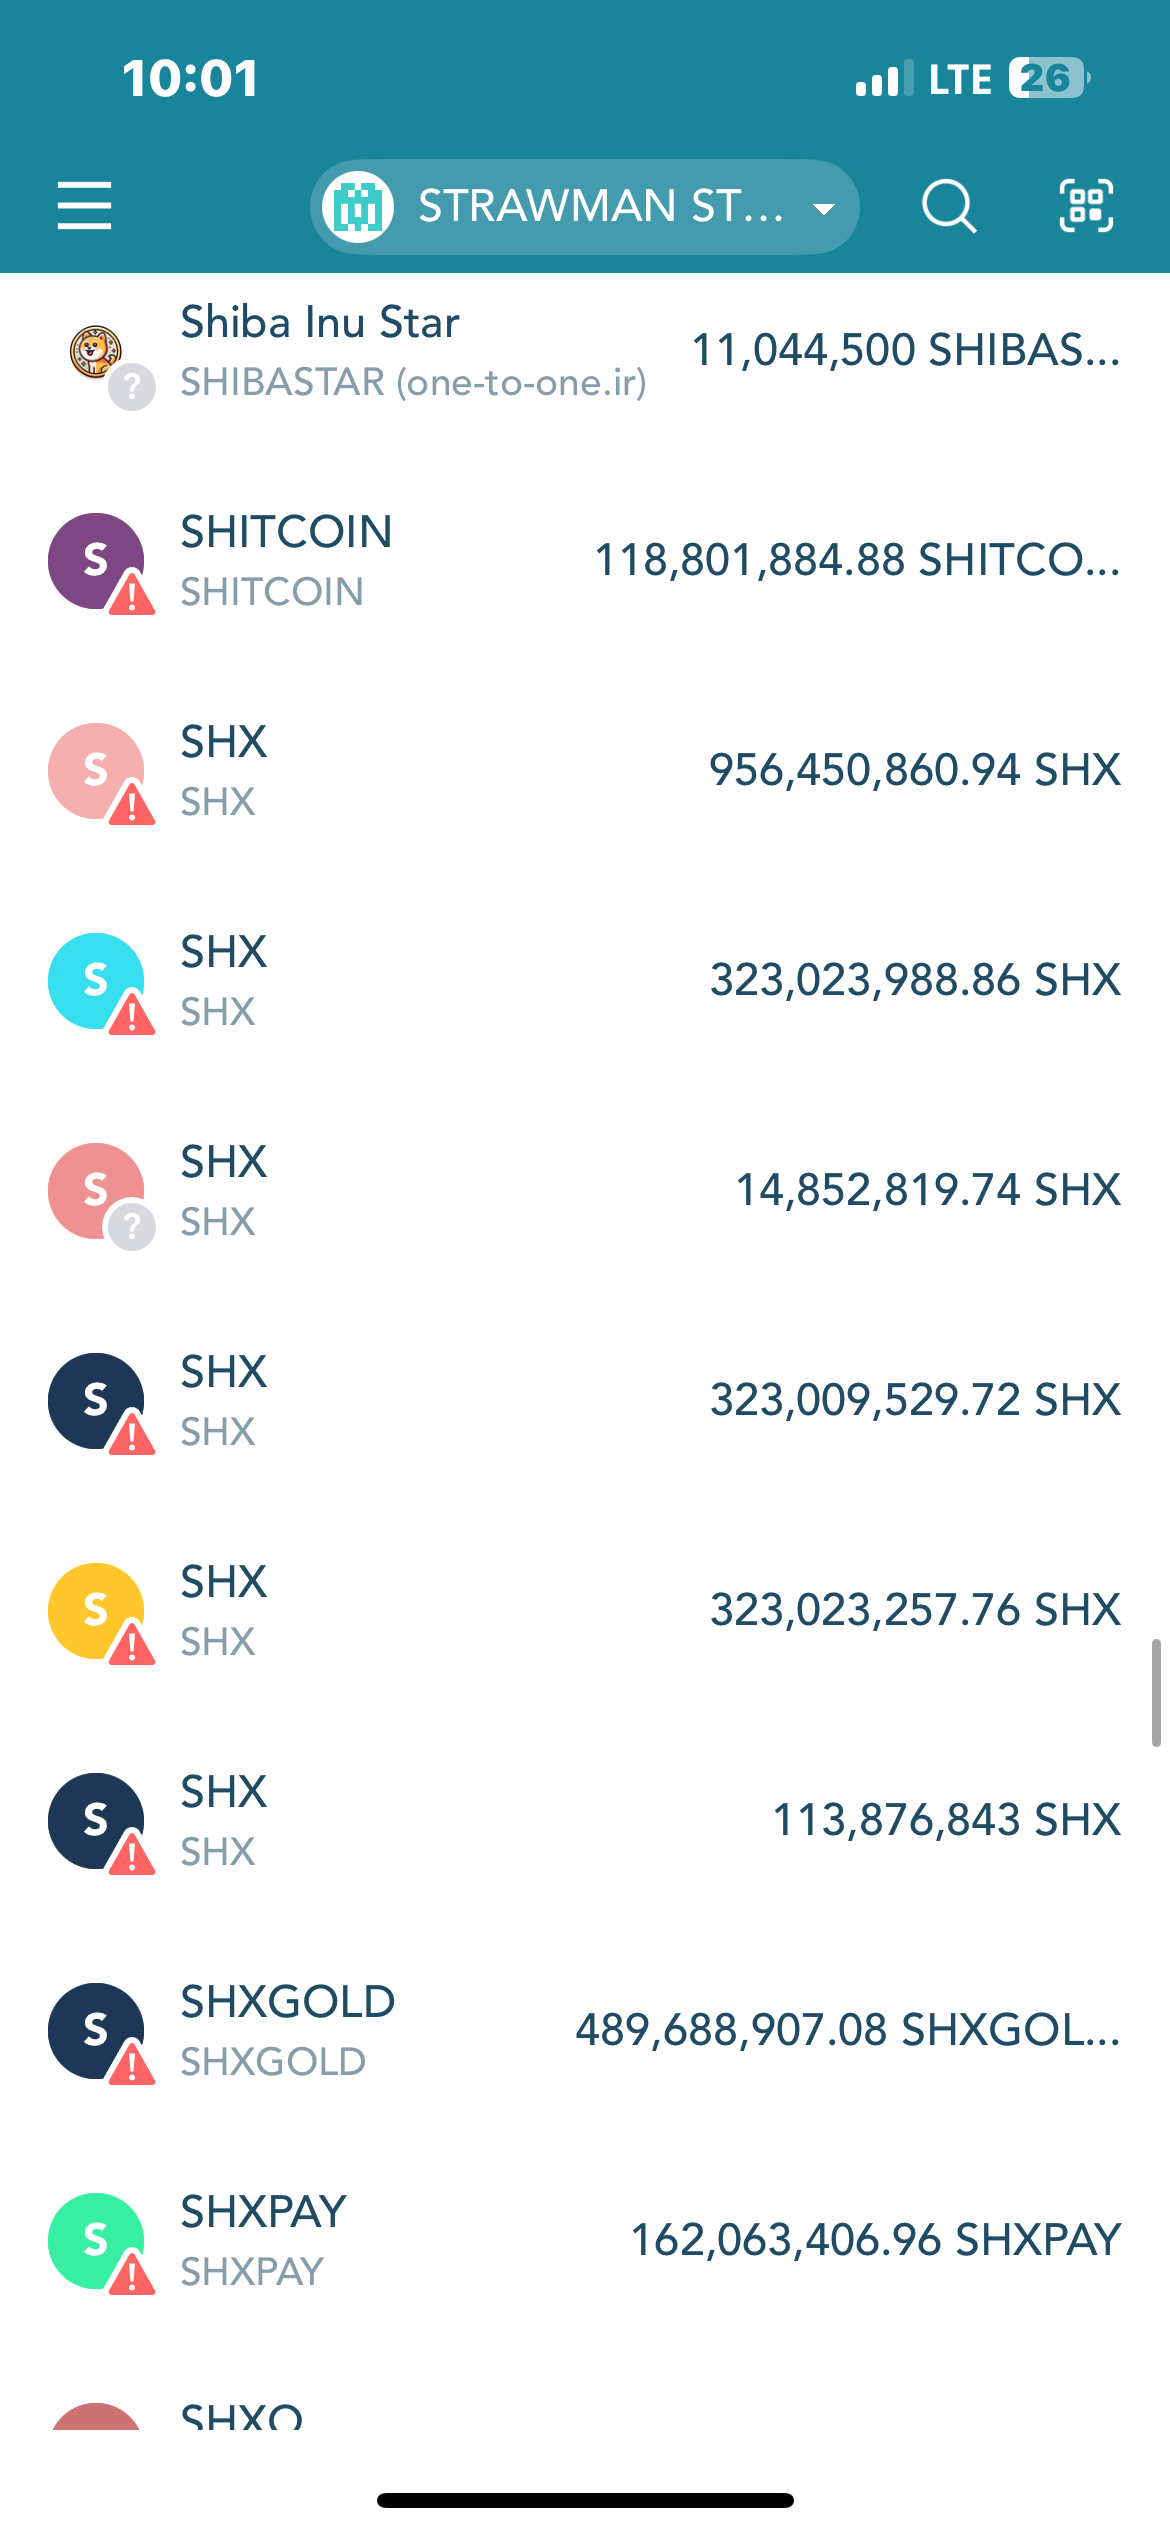 10:01
LTE 26
STRAWMAN ST...
Shiba Inu Star
11,044,500 SHIBAS...
SHIBASTAR (one-to-one.ir)
?
S
SHITCOIN
118,801,884.88 SHITCO...
SHITCOIN
!
S
SHX
956,450,860.94 SHX
SHX
!
S
SHX
323,023,988.86 SHX
SHX
!
S
SHX
14,852,819.74 SHX
SHX
?
S
SHX
323,009,529.72 SHX
SHX
!
S
SHX
323,023,257.76 SHX
SHX
!
S
SHX
113,876,843 SHX
SHX
!
S
SHXGOLD
489,688,907.08 SHXGOL...
SHXGOLD
!
S
SHXPAY
162,063,406.96 SHXPAY
SHXPAY
!